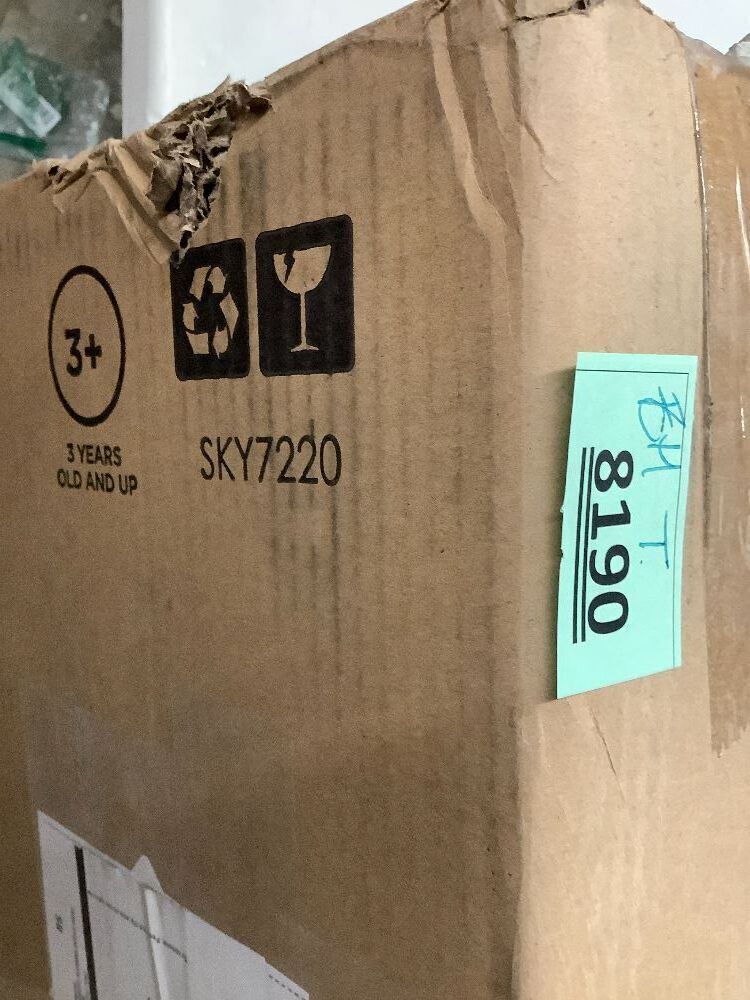 3+
3 YEARS
OLD AND UP
SKY7220
8190